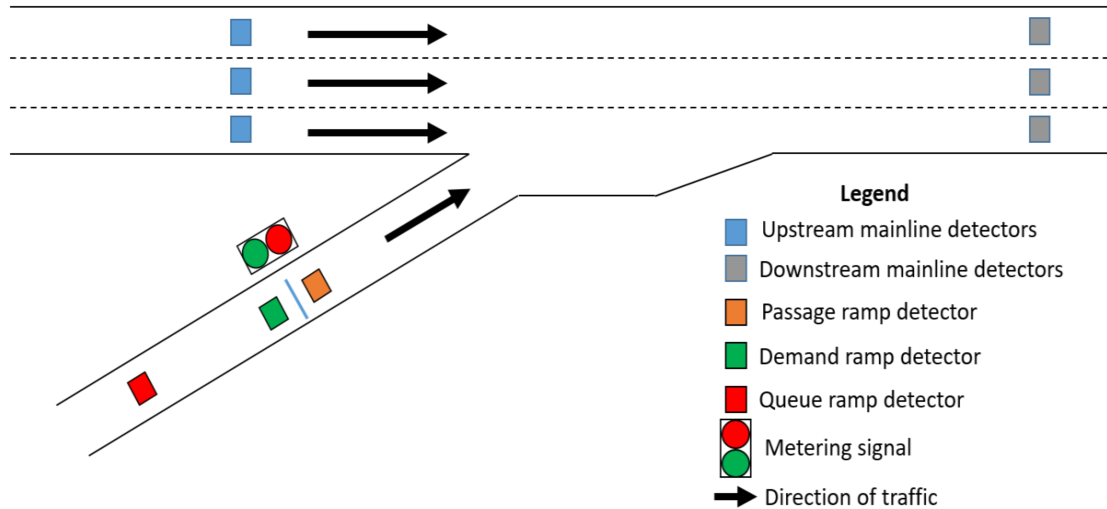 Legend
Upstream mainline detectors
Downstream mainline detectors
Passage ramp detector
Demand ramp detector
Queue ramp detector
Metering signal
Direction of traffic